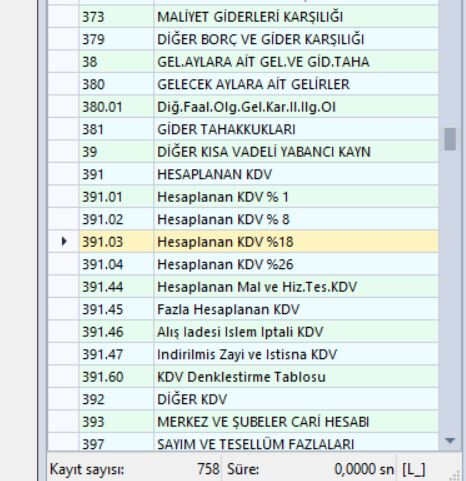 373 MALİYET GİDERLERİ KARŞILIĞI
379 DİĞER BORÇ VE GİDER KARŞILIĞI
38 GEL.AYLARA AİT GEL.VE GİD.TAHA
380 GELECEK AYLARA AİT GELİRLER
380.01 Diğ.Faal.Olg.Gel.Kar.II.IIg.Ol
381 GİDER TAHAKKUKLARI
39 DİĞER KISA VADELİ YABANCI KAYN
391 HESAPLANAN KDV
391.01 Hesaplanan KDV % 1
391.02 Hesaplanan KDV % 8
391.03 Hesaplanan KDV %18
391.04 Hesaplanan KDV %26
391.44 Hesaplanan Mal ve Hiz.Tes.KDV
391.45 Fazla Hesaplanan KDV
391.46 Alış Iadesi Islem Iptali KDV
391.47 Indirilmis Zayi ve Istisna KDV
391.60 KDV Denklestirme Tablosu
392 DİĞER KDV
393 MERKEZ VE ŞUBELER CARİ HESABI
397 SAYIM VE TESELLÜM FAZLALARI
Kayıt sayısı: 758 Süre: 0,0000 sn [L_]